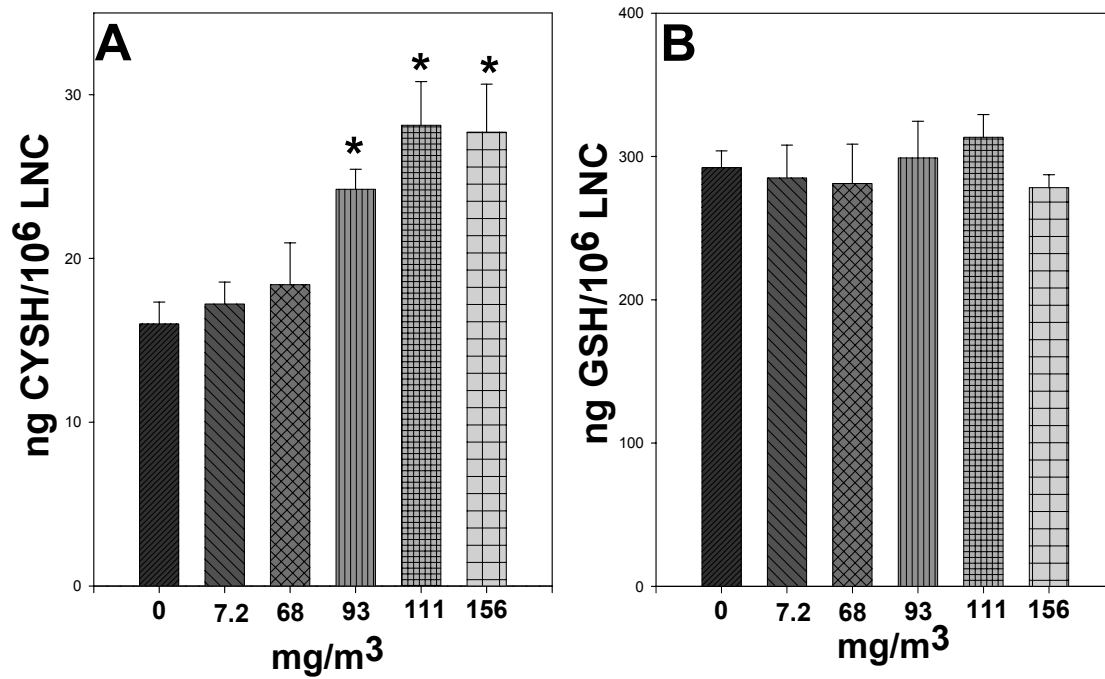 A
ng CYSH/10⁶ LNC
30
20
10
0
* * *
0 7.2 68 93 111 156
mg/m³
B
ng GSH/10⁶ LNC
400
300
200
100
0
0 7.2 68 93 111 156
mg/m³